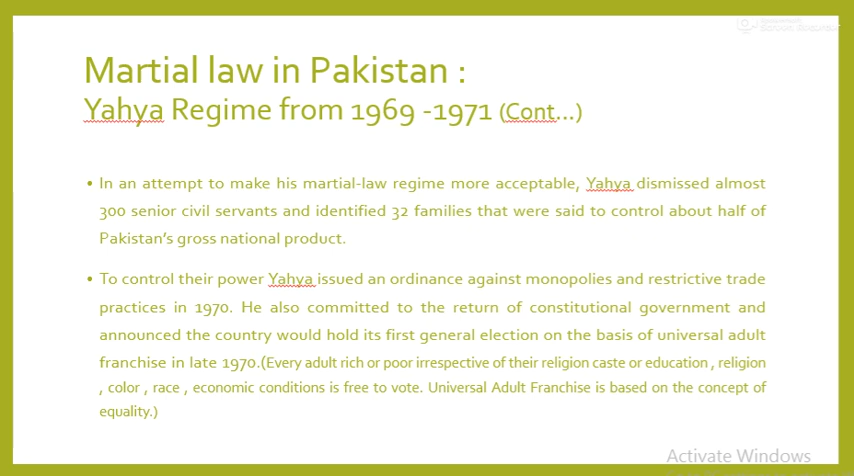 Martial law in Pakistan :
Yahya Regime from 1969 -1971 (Cont...)
• In an attempt to make his martial-law regime more acceptable, Yahya dismissed almost
300 senior civil servants and identified 32 families that were said to control about half of
Pakistan's gross national product.
• To control their power Yahya issued an ordinance against monopolies and restrictive trade
practices in 1970. He also committed to the return of constitutional government and
announced the country would hold its first general election on the basis of universal adult
franchise in late 1970.(Every adult rich or poor irrespective of their religion caste or education , religion
, color , race , economic conditions is free to vote. Universal Adult Franchise is based on the concept of
equality.)
Activate Windows